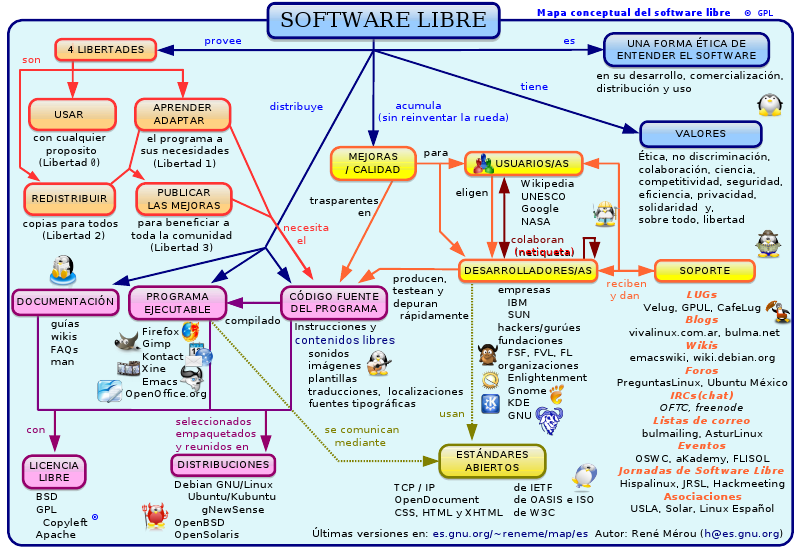 Mapa conceptual del software libre ® GPL
SOFTWARE LIBRE
provee
es
4 LIBERTADES
UNA FORMA ÉTICA DE
ENTENDER EL SOFTWARE
en su desarrollo, comercialización,
distribución y uso
son
USAR
con cualquier
proposito
(Libertad 0)
APRENDER
ADAPTAR
el programa a
sus necesidades
(Libertad 1)
REDISTRIBUIR
copias para todos
(Libertad 2)
PUBLICAR
LAS MEJORAS
para beneficiar a
toda la comunidad
(Libertad 3)
distribuye
acumula
(sin reinventar la rueda)
tiene
VALORES
Ética, no discriminación,
colaboración, ciencia,
competitividad, seguridad,
eficiencia, privacidad,
solidaridad y,
sobre todo, libertad
MEJORAS
/ CALIDAD
para
USUARIOS/AS
Wikipedia
UNESCO
Google
NASA
eligen
trasparentes
en
necesita
el
colaboran
(netiqueta)
DESARROLLADORES/AS
empresas
IBM
SUN
hackers/gurúes
fundaciones
FSF, FVL, FL
organizaciones
Enlightenment
Gnome
KDE
GNU
producen,
testean y
depuran
rápidamente
reciben
y dan
SOPORTE
LUGs
Velug, GPUL, CafeLug
Blogs
vivalinux.com.ar, bulma.net
Wikis
emacswiki, wiki.debian.org
Foros
PreguntasLinux, Ubuntu México
IRCs(chat)
OFTC, freenode
Listas de correo
bulmailing, AsturLinux
Eventos
OSWC, aKademy, FLISOL
Jornadas de Software Libre
Hispalinux, JRSL, Hackmeeting
Asociaciones
USLA, Solar, Linux Español
DOCUMENTACIÓN
guías
wikis
FAQs
man
PROGRAMA
EJECUTABLE
Firefox
Gimp
Kontact
Xine
Emacs
OpenOffice.org
compilado
CÓDIGO FUENTE
DEL PROGRAMA
Instrucciones y
contenidos libres
sonidos
imágenes
plantillas
traducciones, localizaciones
fuentes tipográficas
con
LICENCIA
LIBRE
BSD
GPL
Copyleft ®
Apache
seleccionados
empaquetados
y reunidos en
DISTRIBUCIONES
Debian GNU/Linux
Ubuntu/Kubuntu
gNewSense
OpenBSD
OpenSolaris
se comunican
mediante
usan
ESTÁNDARES
ABIERTOS
TCP / IP de IETF
OpenDocument de OASIS e ISO
CSS, HTML y XHTML de W3C
Últimas versiones en: es.gnu.org/~reneme/map/es Autor: René Mérou (h@es.gnu.org)